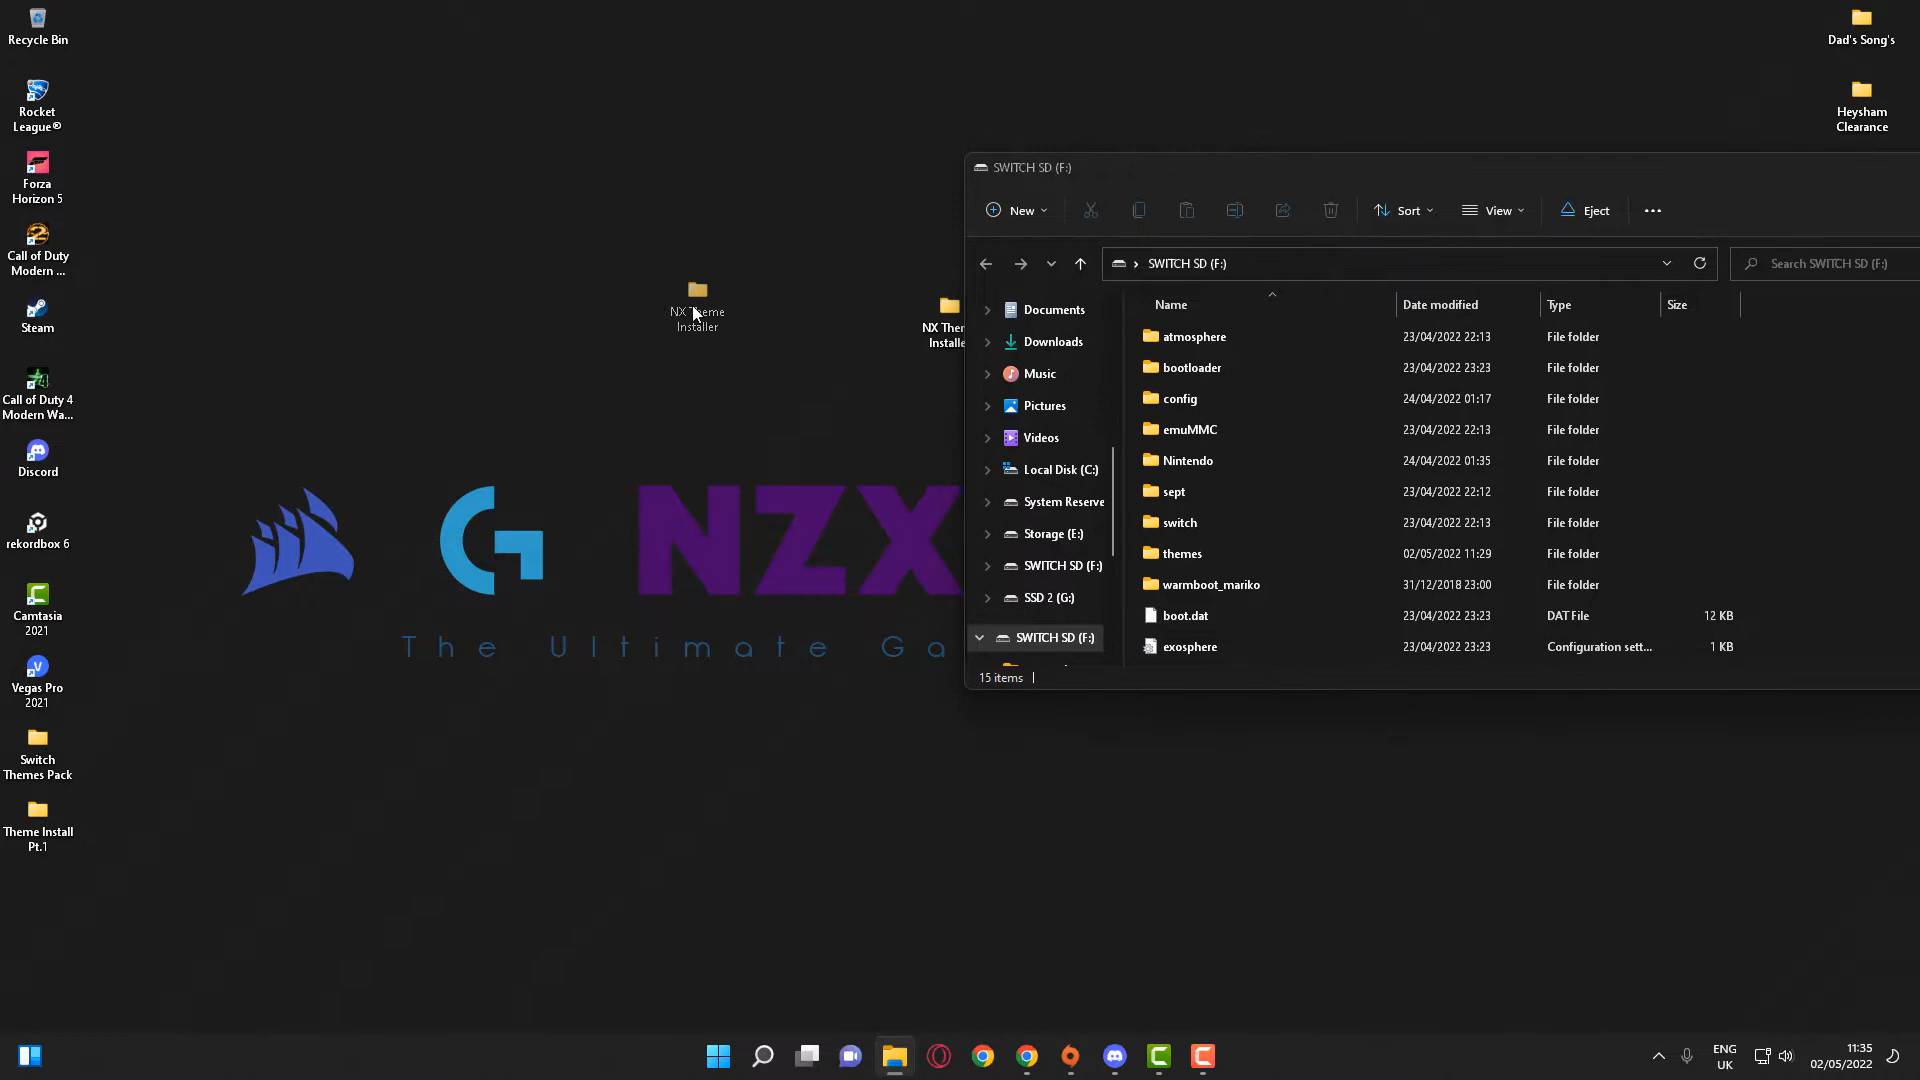 Recycle Bin
Rocket
League®
Forza
Horizon 5
Call of Duty
Modern ...
Steam
Call of Duty 4
Modern Wa...
Discord
rekordbox 6
Camtasia
2021
Vegas Pro
2021
Switch
Themes Pack
Theme Install
Pt.1
NX Theme
Installer
NX Then
Installe
Dad's Song's
Heysham
Clearance
NZX
The Ultimate Ga
SWITCH SD (F:)
New
Sort
View
Eject
SWITCH SD (F:)
Search SWITCH SD (F:)
Documents
Downloads
Music
Pictures
Videos
Local Disk (C:)
System Reserve
Storage (E:)
SWITCH SD (F:)
SSD 2 (G:)
SWITCH SD (F:)
Name Date modified Type Size
atmosphere 23/04/2022 22:13 File folder
bootloader 23/04/2022 23:23 File folder
config 24/04/2022 01:17 File folder
emuMMC 23/04/2022 22:13 File folder
Nintendo 24/04/2022 01:35 File folder
sept 23/04/2022 22:12 File folder
switch 23/04/2022 22:13 File folder
themes 02/05/2022 11:29 File folder
warmboot_mariko 31/12/2018 23:00 File folder
boot.dat 23/04/2022 23:23 DAT File 12 KB
exosphere 23/04/2022 23:23 Configuration sett... 1 KB
15 items
ENG
UK
11:35
02/05/2022